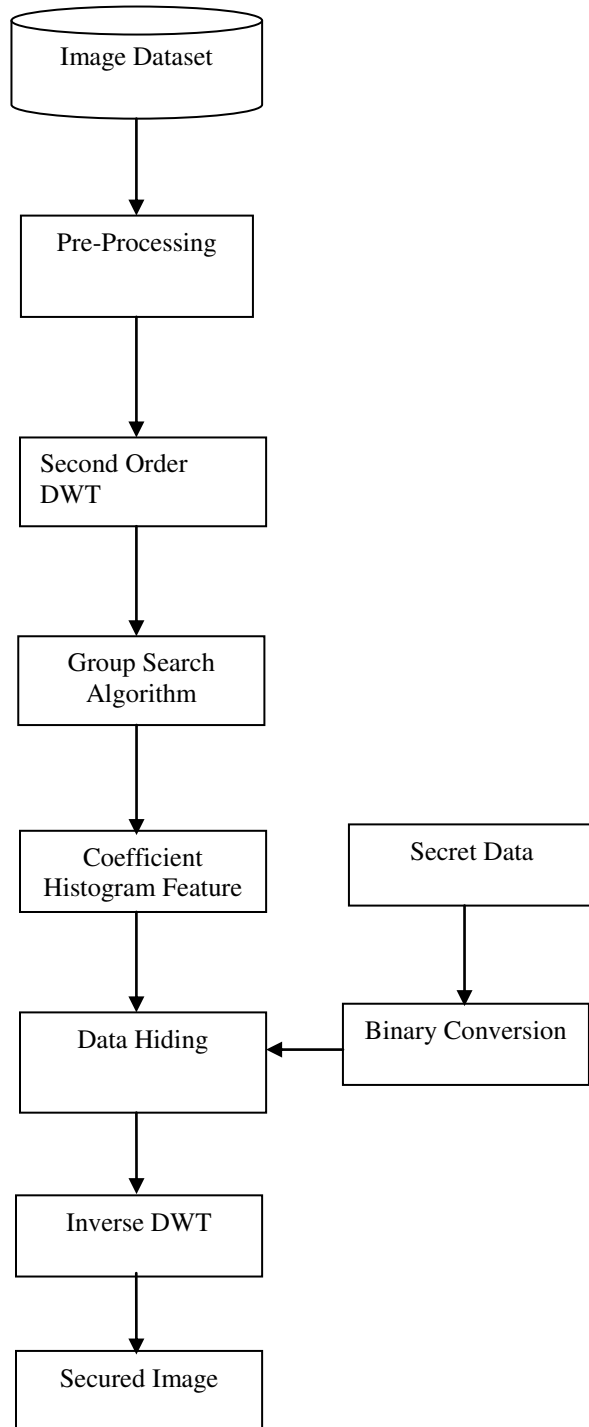 Image Dataset
Pre-Processing
Second Order
DWT
Group Search
Algorithm
Coefficient
Histogram Feature
Secret Data
Data Hiding
Binary Conversion
Inverse DWT
Secured Image